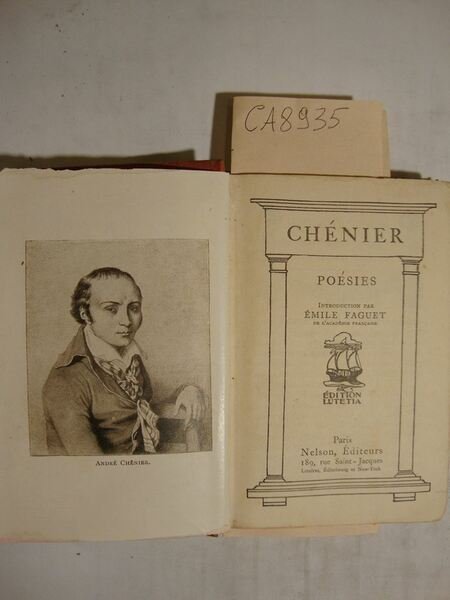 CA8935
ANDRÉ CHÉNIER.
CHÉNIER
POÉSIES
INTRODUCTION PAR
ÉMILE FAGUET
DE L'ACADÉMIE FRANÇAISE
ÉDITION
LUTETIA
Paris
Nelson, Éditeurs
189, rue Saint-Jacques
Londres, Édimbourg et New-York